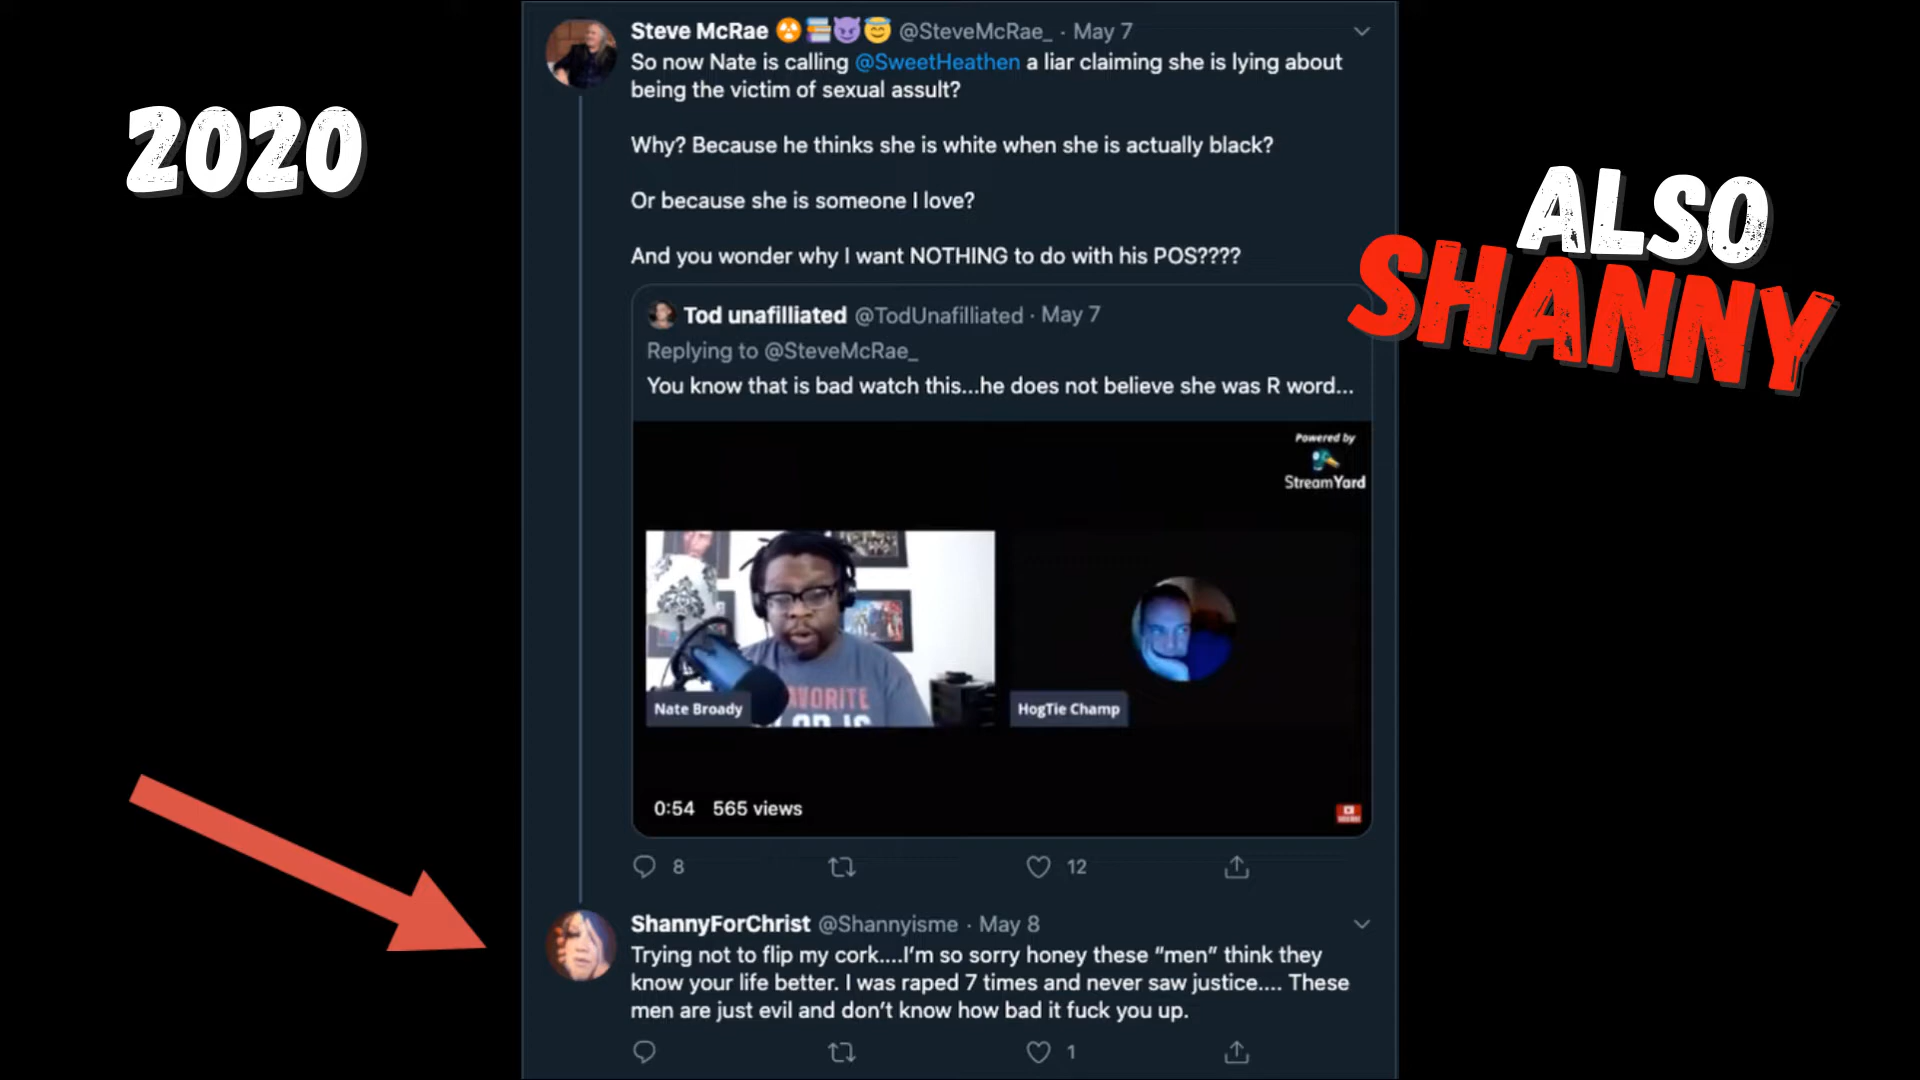 2020
ALSO
SHANNY
Steve McRae ☢️📚😈😇 @SteveMcRae_ · May 7
So now Nate is calling @SweetHeathen a liar claiming she is lying about
being the victim of sexual assult?
Why? Because he thinks she is white when she is actually black?
Or because she is someone I love?
And you wonder why I want NOTHING to do with his POS????
Tod unafilliated @TodUnafilliated · May 7
Replying to @SteveMcRae_
You know that is bad watch this...he does not believe she was R word...
Powered by
StreamYard
AVORITE
Nate Broady
HogTie Champ
0:54 565 views
8 12
ShannyForChrist @Shannyisme · May 8
Trying not to flip my cork....I'm so sorry honey these “men” think they
know your life better. I was raped 7 times and never saw justice.... These
men are just evil and don't know how bad it fuck you up.
1